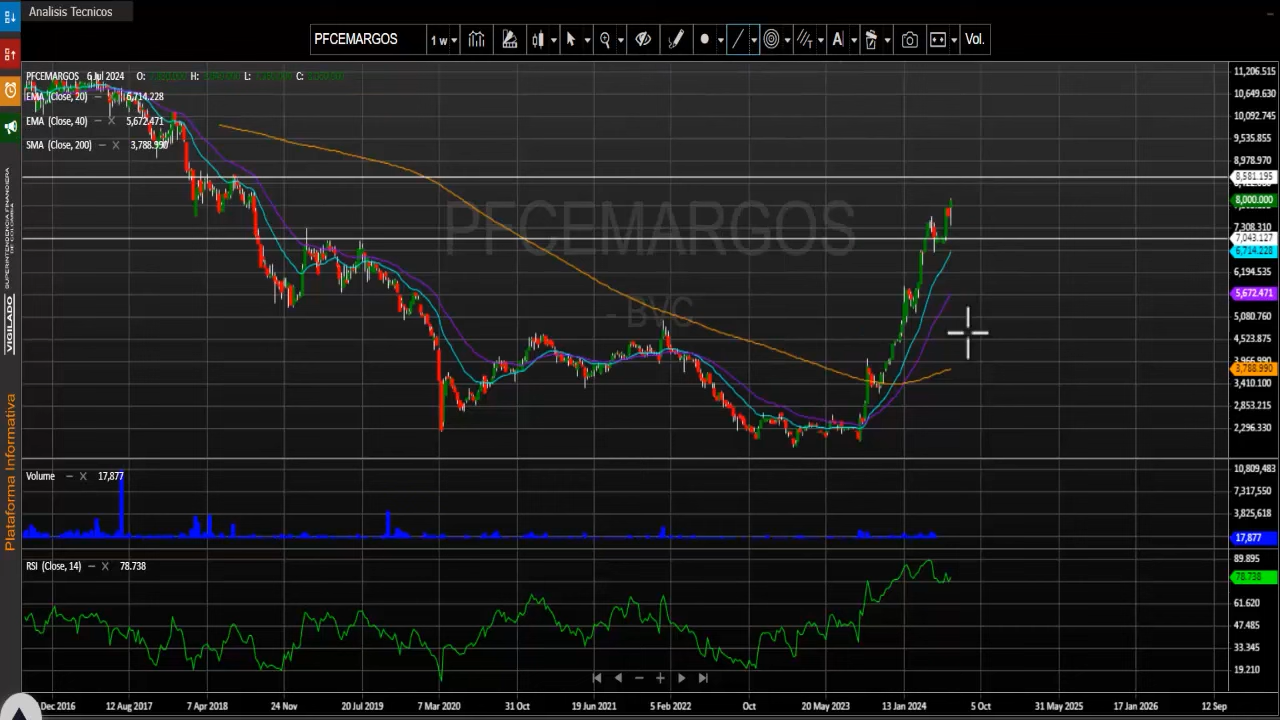 Analisis Tecnicos
PFCEMARGOS
1 w
A
Vol.
PFCEMARGOS 6 Jul 2024 O: H: L: C:
EMA (Close, 20) 6,714.228
EMA (Close, 40) 5,672.471
SMA (Close, 200) 3,788.990
PFCEMARGOS
- BVC
11,206.515
10,649.630
10,092.745
9,535.855
8,978.970
8,581.195
8,000.000
7,308.310
7,043.127
6,714.228
6,194.535
5,672.471
5,080.760
4,523.875
3,966.990
3,788.990
3,410.100
2,853.215
2,296.330
Volume 17,877
10,809,483
7,317,550
3,825,618
17,877
RSI (Close, 14) 78.738
89.895
78.738
61.620
47.485
33.345
19.210
Dec 2016
12 Aug 2017
7 Apr 2018
24 Nov
20 Jul 2019
7 Mar 2020
31 Oct
19 Jun 2021
5 Feb 2022
Oct
20 May 2023
13 Jan 2024
5 Oct
31 May 2025
17 Jan 2026
12 Sep
SUPERINTENDENCIA FINANCIERA
DE COLOMBIA
VIGILADO
Plataforma Informativa